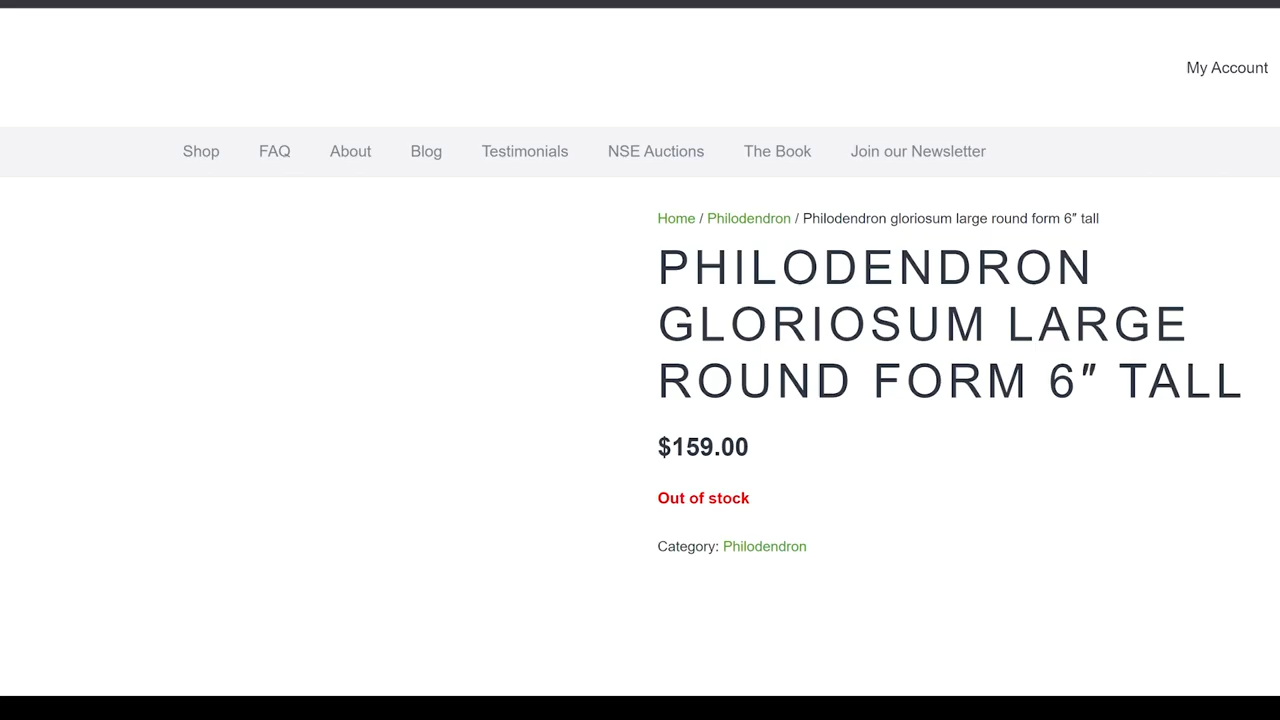 My Account
Shop FAQ About Blog Testimonials NSE Auctions The Book Join our Newsletter
Home / Philodendron / Philodendron gloriosum large round form 6″ tall
PHILODENDRON
GLORIOSUM LARGE
ROUND FORM 6″ TALL
$159.00
Out of stock
Category: Philodendron